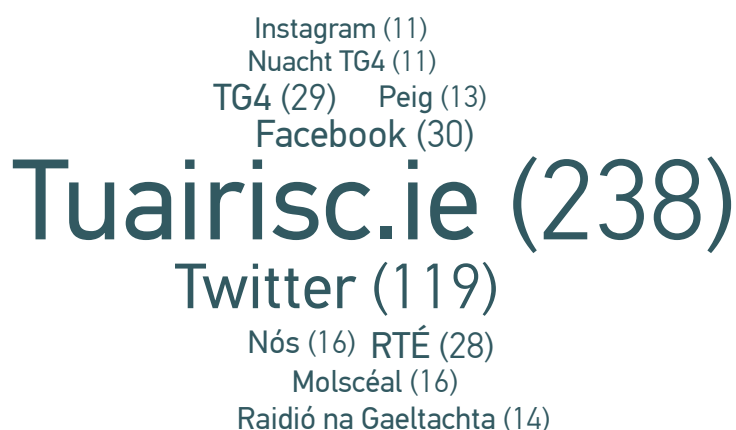 Instagram (11)
Nuacht TG4 (11)
TG4 (29) Peig (13)
Facebook (30)
Tuairisc.ie (238)
Twitter (119)
Nós (16) RTÉ (28)
Molscéal (16)
Raidió na Gaeltachta (14)